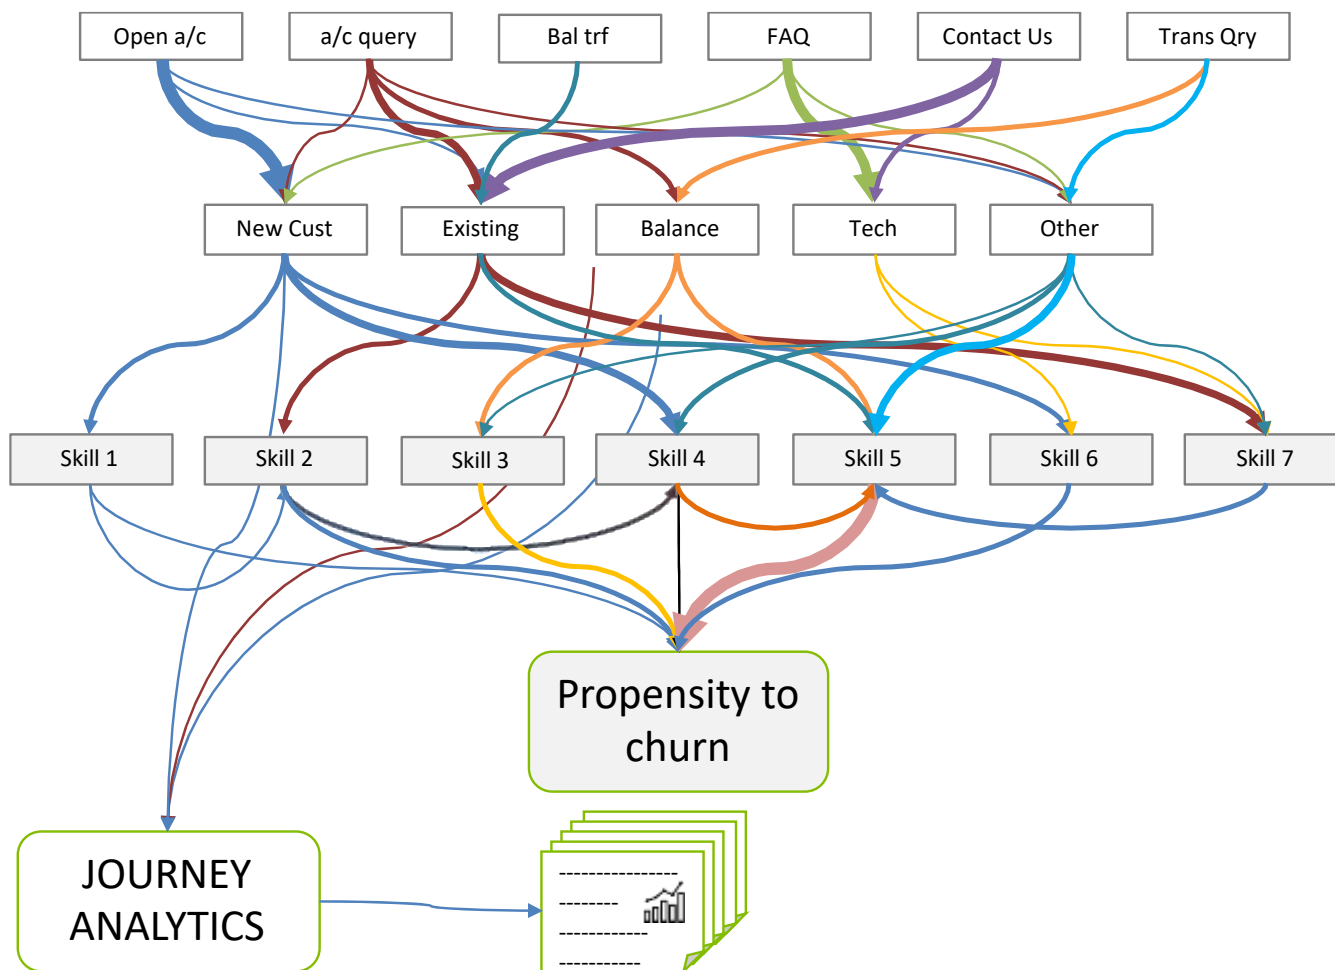 Open a/c
a/c query
Bal trf
FAQ
Contact Us
Trans Qry
New Cust
Existing
Balance
Tech
Other
Skill 1
Skill 2
Skill 3
Skill 4
Skill 5
Skill 6
Skill 7
Propensity to
churn
JOURNEY
ANALYTICS